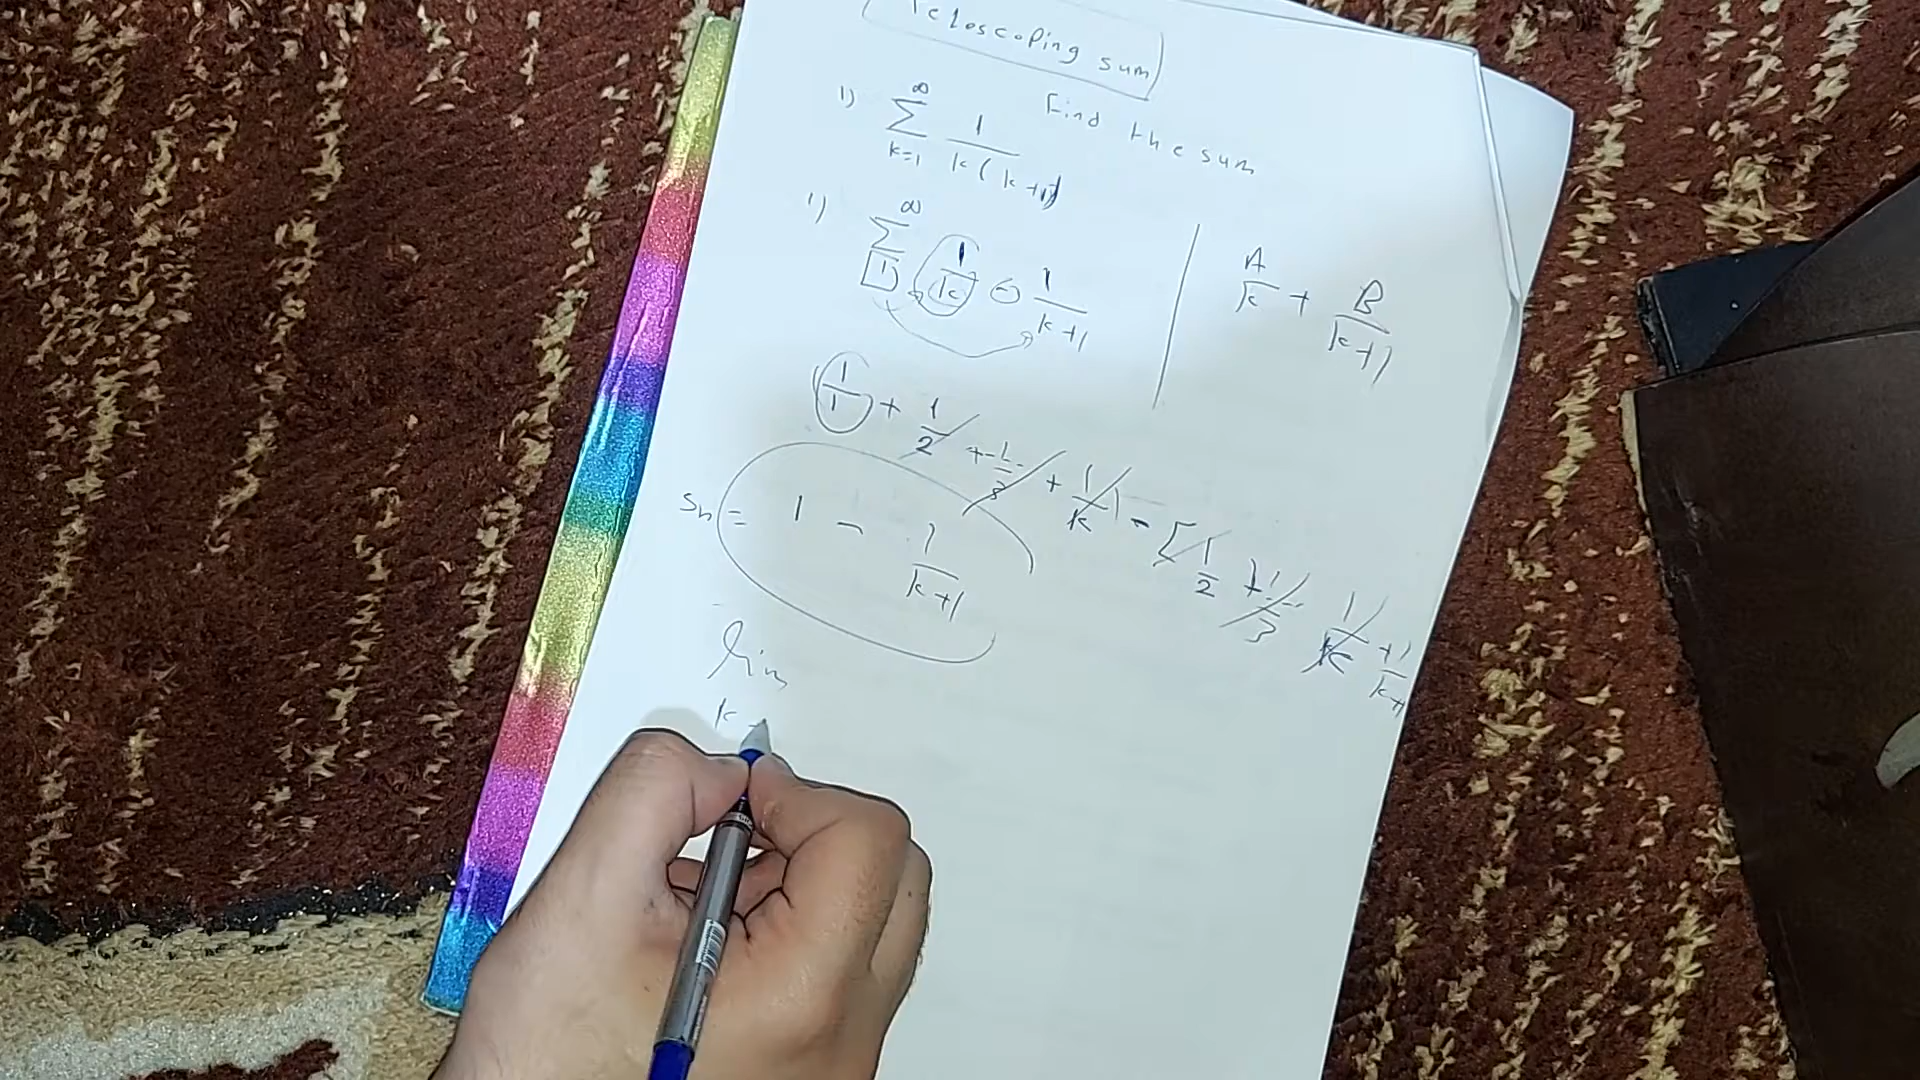 Teloscoping sum
Find the sum
1) ∞ Σ k=1 1/k(k+1)
1) ∞ Σ 1 1/k - 1/k+1
A/k + B/k+1
1/1 + 1/2 + 1/3 + 1/k) - [1/2 + 1/3 1/k + 1/k+1
Sn = 1 - 1/k+1
lim
k